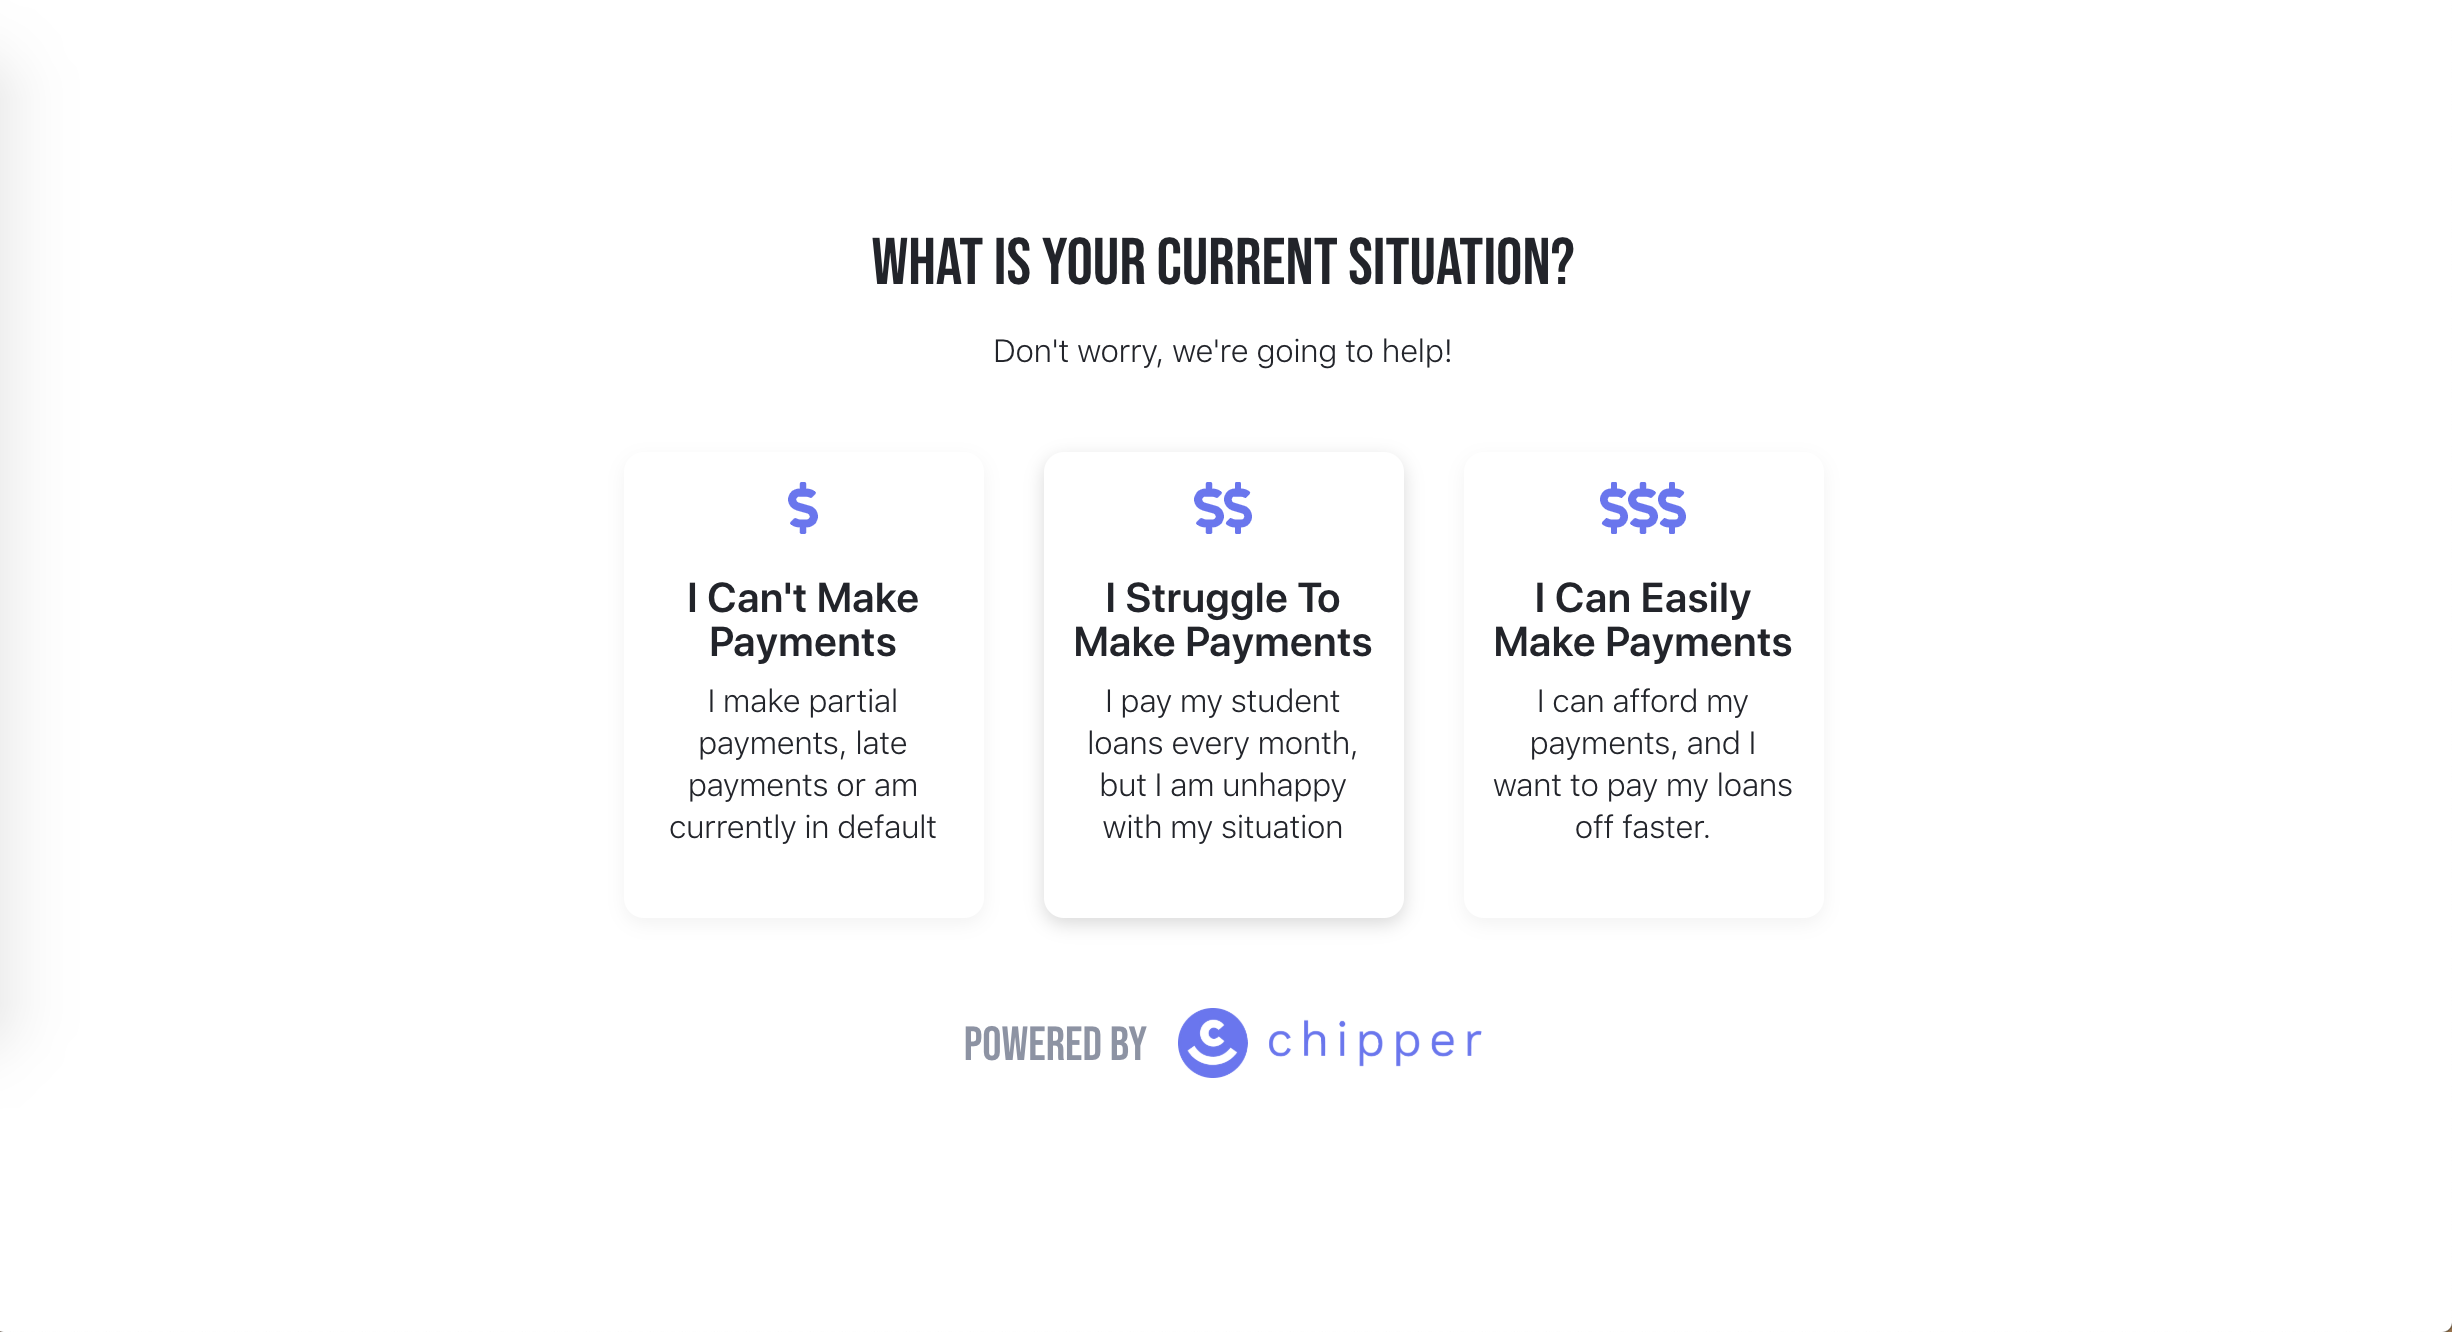 WHAT IS YOUR CURRENT SITUATION?
Don't worry, we're going to help!
$
I Can't Make
Payments
I make partial
payments, late
payments or am
currently in default
$$
I Struggle To
Make Payments
I pay my student
loans every month,
but I am unhappy
with my situation
$$$
I Can Easily
Make Payments
I can afford my
payments, and I
want to pay my loans
off faster.
POWERED BY chipper